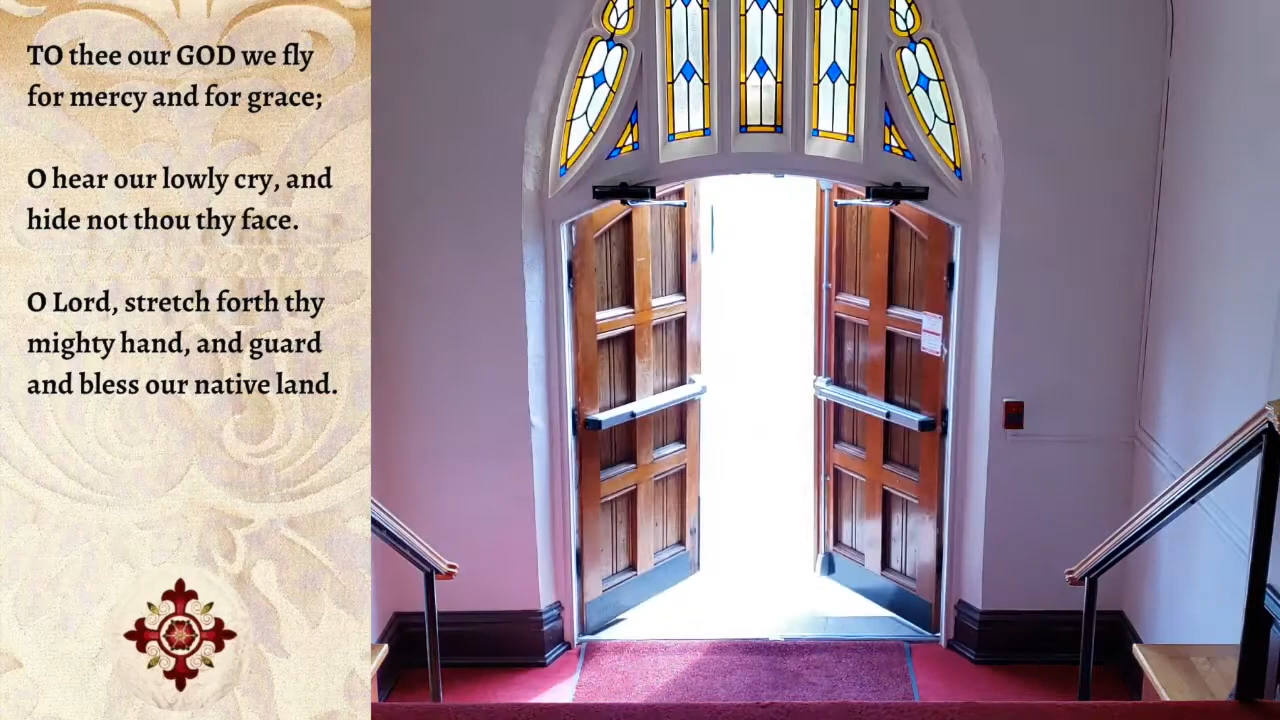 TO thee our GOD we fly
for mercy and for grace;
O hear our lowly cry, and
hide not thou thy face.
O Lord, stretch forth thy
mighty hand, and guard
and bless our native land.